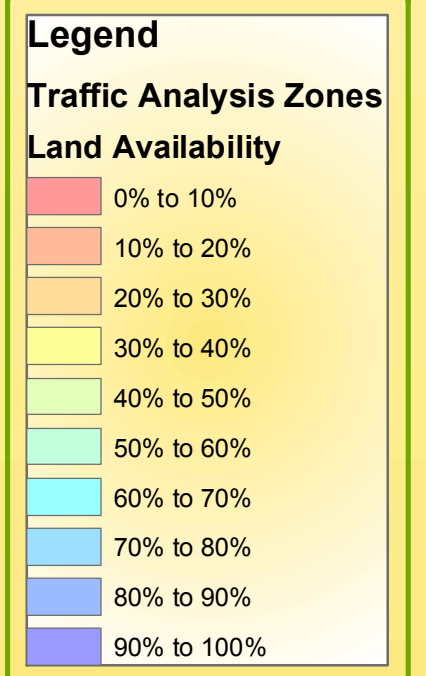 Legend
Traffic Analysis Zones
Land Availability
0% to 10%
10% to 20%
20% to 30%
30% to 40%
40% to 50%
50% to 60%
60% to 70%
70% to 80%
80% to 90%
90% to 100%